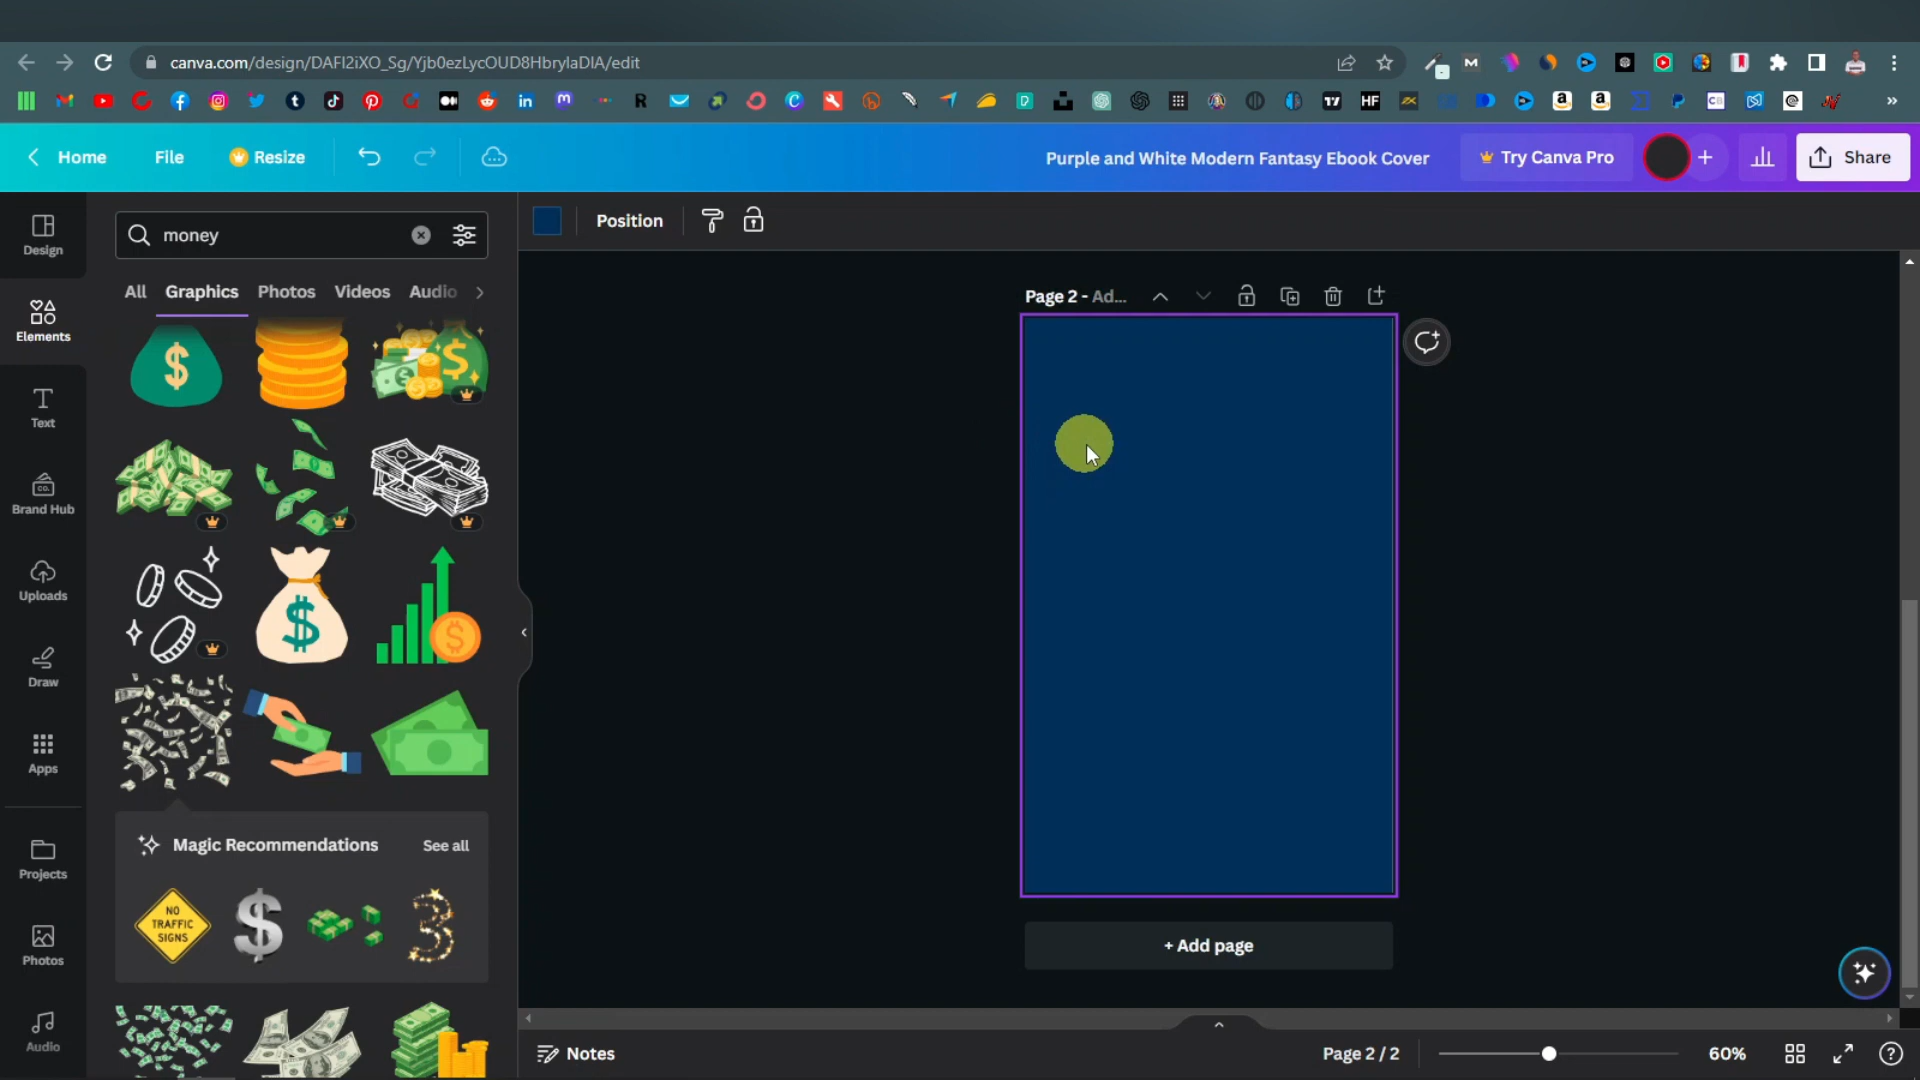 canva.com/design/DAFI2iXO_Sg/Yjb0ezLycOUD8HbrylaDIA/edit
Home
File
Resize
Purple and White Modern Fantasy Ebook Cover
Try Canva Pro
+
Share
Design
Elements
Text
Brand Hub
Uploads
Draw
Apps
Projects
Photos
Audio
money
All Graphics Photos Videos Audio
Magic Recommendations
See all
NO
TRAFFIC
SIGNS
$
3
Position
Page 2 - Ad...
+ Add page
Notes
Page 2 / 2
60%